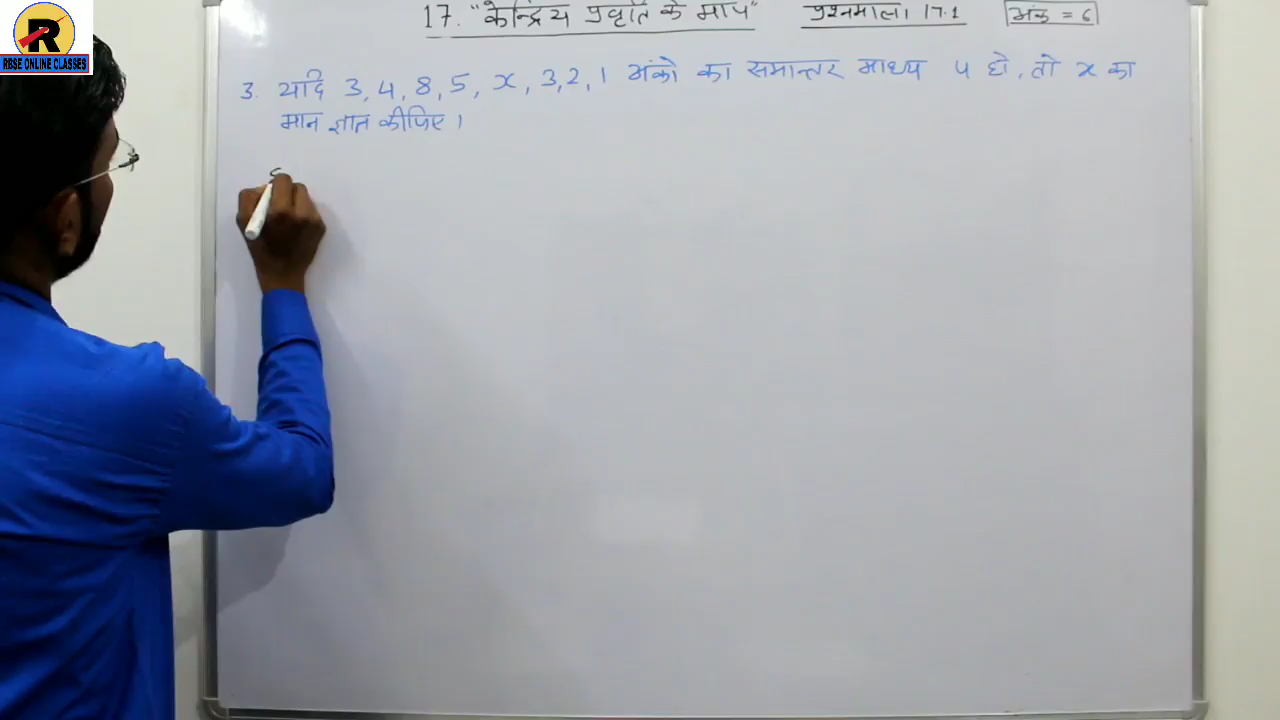 R
RBSE ONLINE CLASSES
17. "केन्द्रिय प्रवृति के माप" प्रश्नमाला 17.1 अंक = 6
3. यदि 3, 4, 8, 5, x, 3, 2, 1 अंको का समान्तर माध्य 4 हो, तो x का
मान ज्ञात कीजिए।